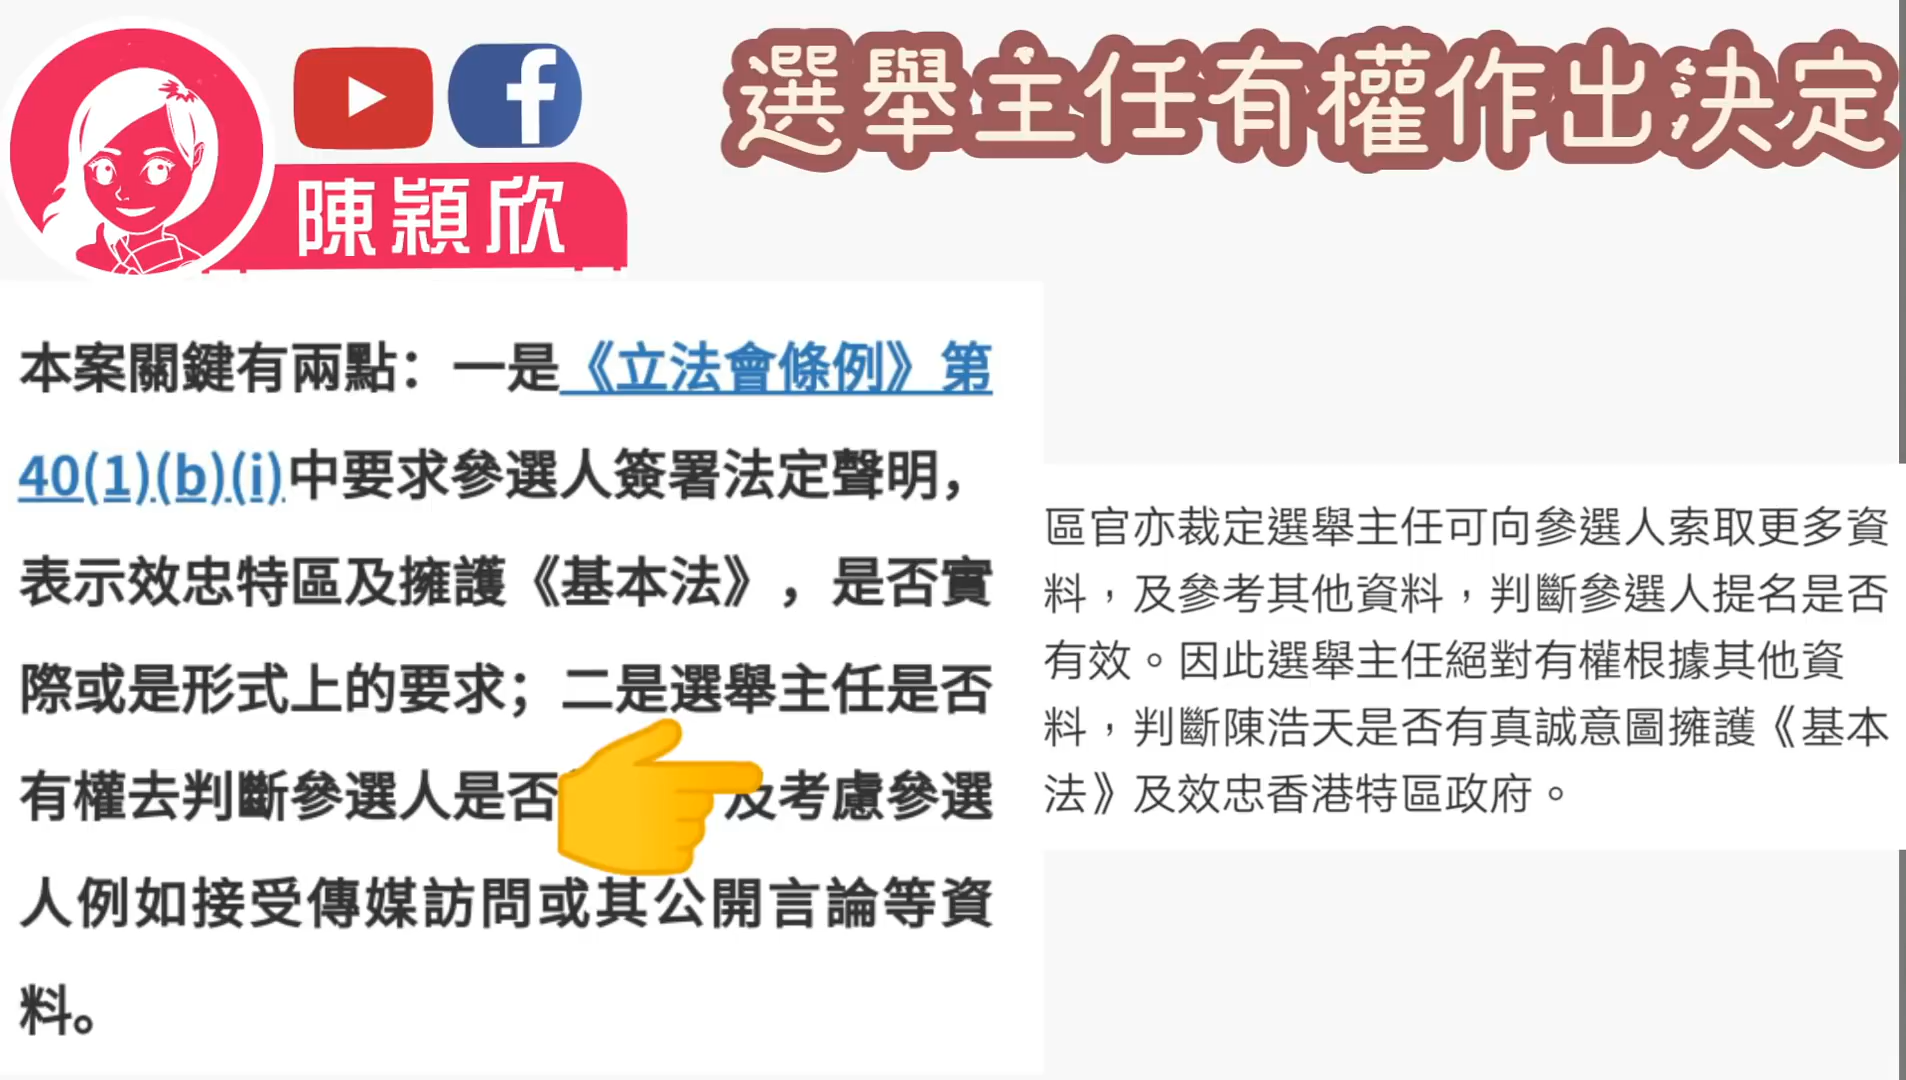 選舉主任有權作出決定
陳穎欣
本案關鍵有兩點：一是《立法會條例》第
40(1)(b)(i)中要求參選人簽署法定聲明，
表示效忠特區及擁護《基本法》，是否實
際或是形式上的要求；二是選舉主任是否
有權去判斷參選人是否 及考慮參選
人例如接受傳媒訪問或其公開言論等資
料。
區官亦裁定選舉主任可向參選人索取更多資
料，及參考其他資料，判斷參選人提名是否
有效。因此選舉主任絕對有權根據其他資
料，判斷陳浩天是否有真誠意圖擁護《基本
法》及效忠香港特區政府。